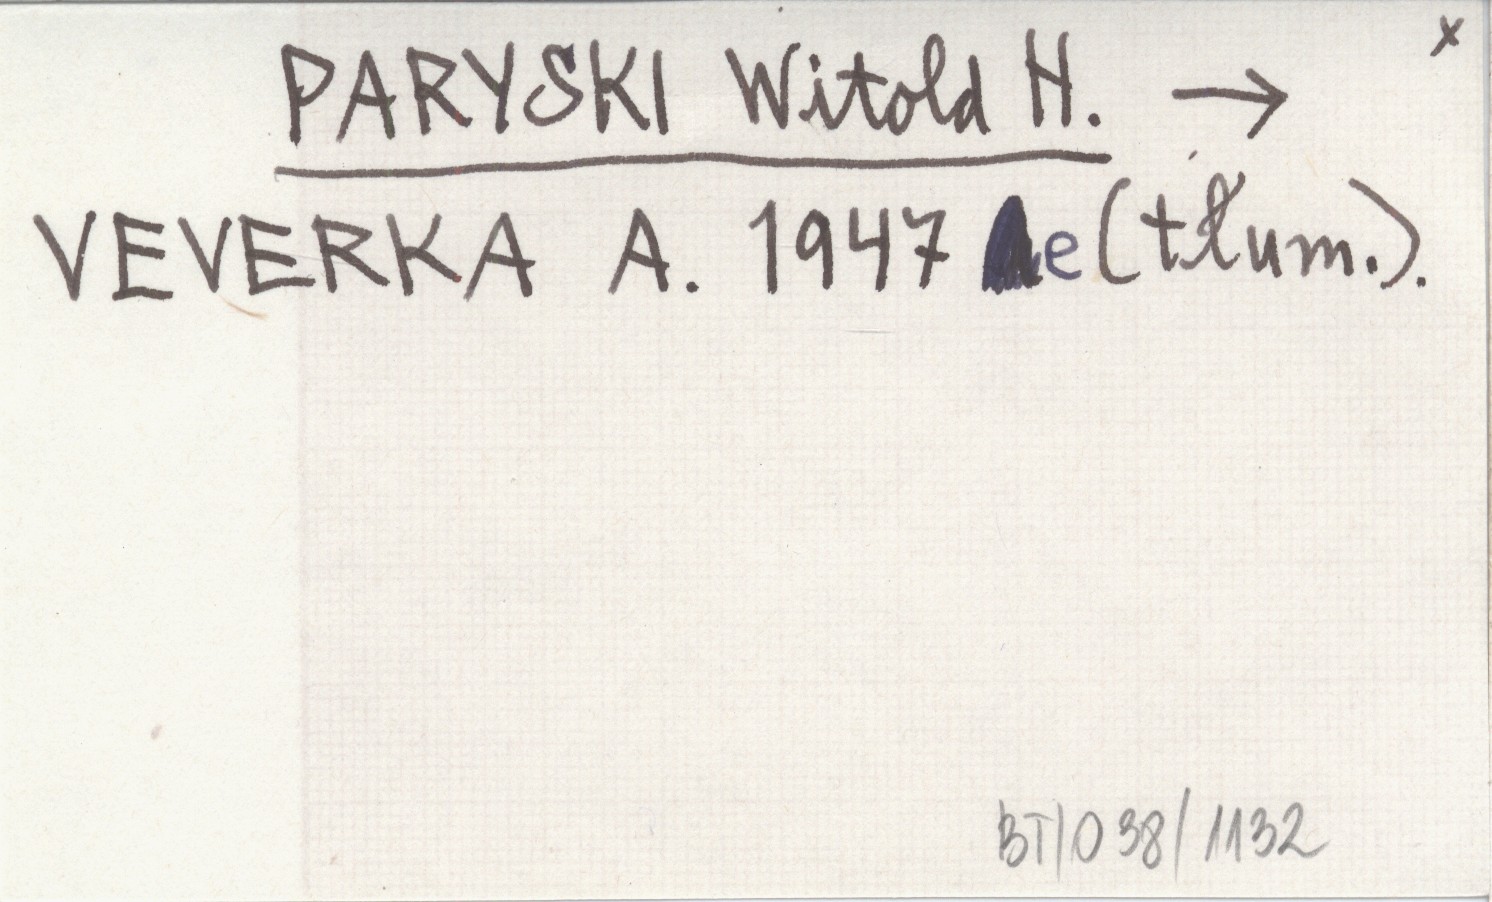 x
PARYSKI Witold H. →
VEVERKA A. 1947 e (tłum.).
BT/038/1132